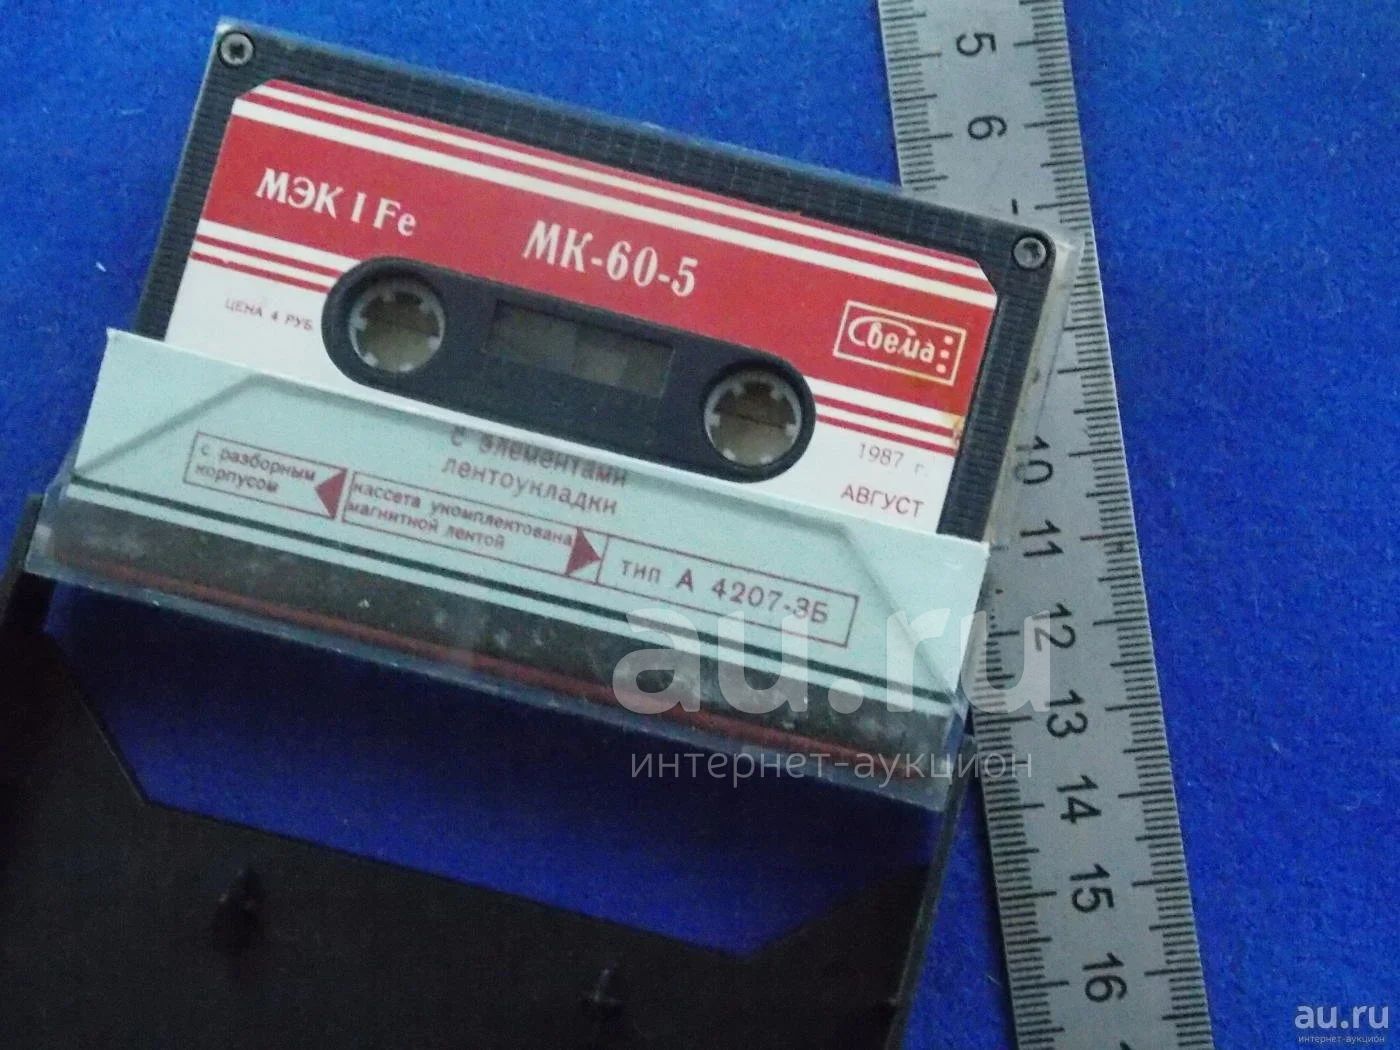 МЭК I Fe
МК-60-5
Свема
ЦЕНА 4 РУБ.
1987 г.
АВГУСТ
с элементами
лентоукладки
с разборным
корпусом
кассета укомплектована
магнитной лентой
тип А 4207-3Б
5
6
10
11
12
13
14
15
16
au.ru
интернет-аукцион
au.ru
интернет-аукцион